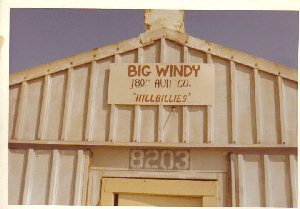 BIG WINDY
180TH AVN CO.
"HILLBILLIES"
8203